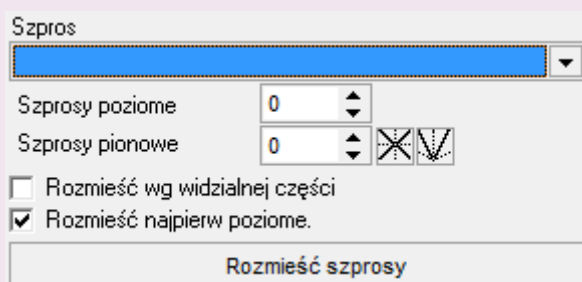 Szpros
Szprosy poziome 0
Szprosy pionowe 0
Rozmieść wg widzialnej części
Rozmieść najpierw poziome.
Rozmieść szprosy